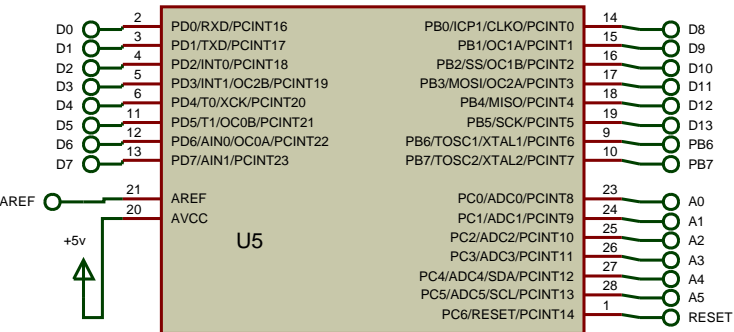 D0 2 PD0/RXD/PCINT16 PB0/ICP1/CLKO/PCINT0 14 D8
D1 3 PD1/TXD/PCINT17 PB1/OC1A/PCINT1 15 D9
D2 4 PD2/INT0/PCINT18 PB2/SS/OC1B/PCINT2 16 D10
D3 5 PD3/INT1/OC2B/PCINT19 PB3/MOSI/OC2A/PCINT3 17 D11
D4 6 PD4/T0/XCK/PCINT20 PB4/MISO/PCINT4 18 D12
D5 11 PD5/T1/OC0B/PCINT21 PB5/SCK/PCINT5 19 D13
D6 12 PD6/AIN0/OC0A/PCINT22 PB6/TOSC1/XTAL1/PCINT6 9 PB6
D7 13 PD7/AIN1/PCINT23 PB7/TOSC2/XTAL2/PCINT7 10 PB7
AREF 21 AREF PC0/ADC0/PCINT8 23 A0
20 AVCC PC1/ADC1/PCINT9 24 A1
+5v U5 PC2/ADC2/PCINT10 25 A2
PC3/ADC3/PCINT11 26 A3
PC4/ADC4/SDA/PCINT12 27 A4
PC5/ADC5/SCL/PCINT13 28 A5
PC6/RESET/PCINT14 1 RESET